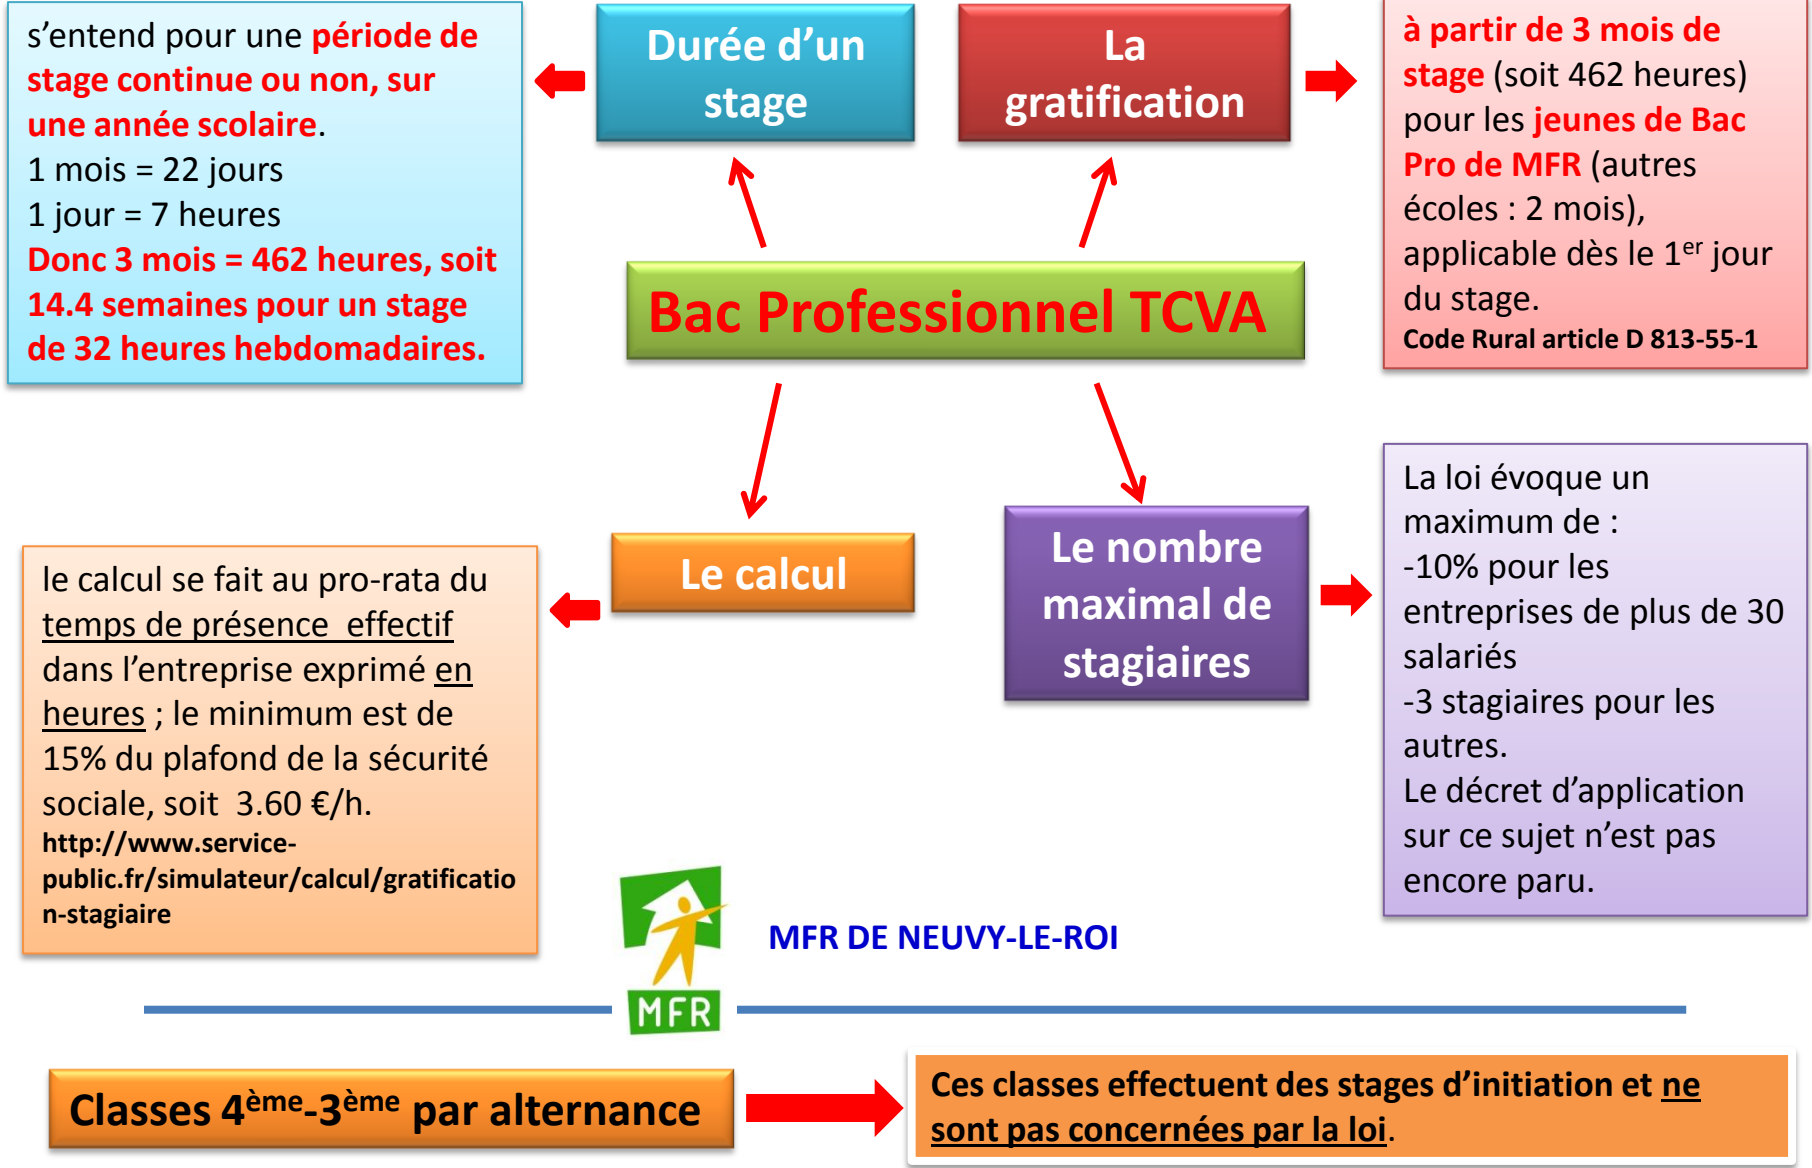 s’entend pour une période de
stage continue ou non, sur
une année scolaire.
1 mois = 22 jours
1 jour = 7 heures
Donc 3 mois = 462 heures, soit
14.4 semaines pour un stage
de 32 heures hebdomadaires.
Durée d’un
stage
La
gratification
à partir de 3 mois de
stage (soit 462 heures)
pour les jeunes de Bac
Pro de MFR (autres
écoles : 2 mois),
applicable dès le 1er jour
du stage.
Code Rural article D 813-55-1
Bac Professionnel TCVA
le calcul se fait au pro-rata du
temps de présence effectif
dans l’entreprise exprimé en
heures ; le minimum est de
15% du plafond de la sécurité
sociale, soit 3.60 €/h.
http://www.service-
public.fr/simulateur/calcul/gratificatio
n-stagiaire
Le calcul
Le nombre
maximal de
stagiaires
La loi évoque un
maximum de :
-10% pour les
entreprises de plus de 30
salariés
-3 stagiaires pour les
autres.
Le décret d’application
sur ce sujet n’est pas
encore paru.
MFR
MFR DE NEUVY-LE-ROI
Classes 4ème-3ème par alternance
Ces classes effectuent des stages d’initiation et ne
sont pas concernées par la loi.